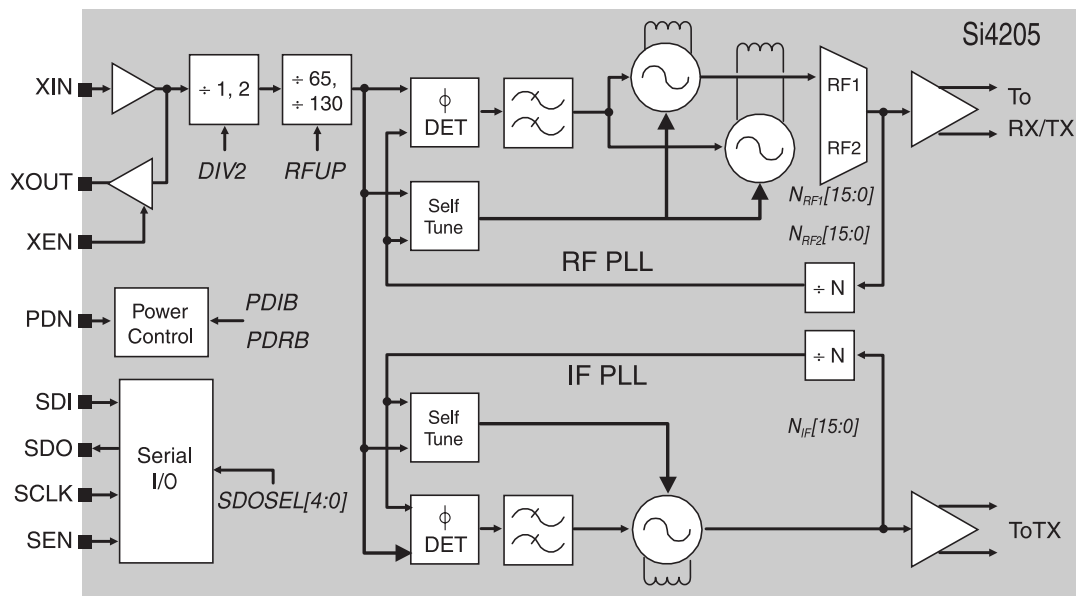 Si4205
XIN
÷ 1, 2
÷ 65,
÷ 130
ϕ
DET
RF1
RF2
To
RX/TX
XOUT
DIV2
RFUP
Self
Tune
N_RF1[15:0]
N_RF2[15:0]
XEN
RF PLL
÷ N
PDN
Power
Control
PDIB
PDRB
÷ N
IF PLL
SDI
SDO
SCLK
SEN
Serial
I/O
SDOSEL[4:0]
Self
Tune
N_IF[15:0]
ϕ
DET
ToTX